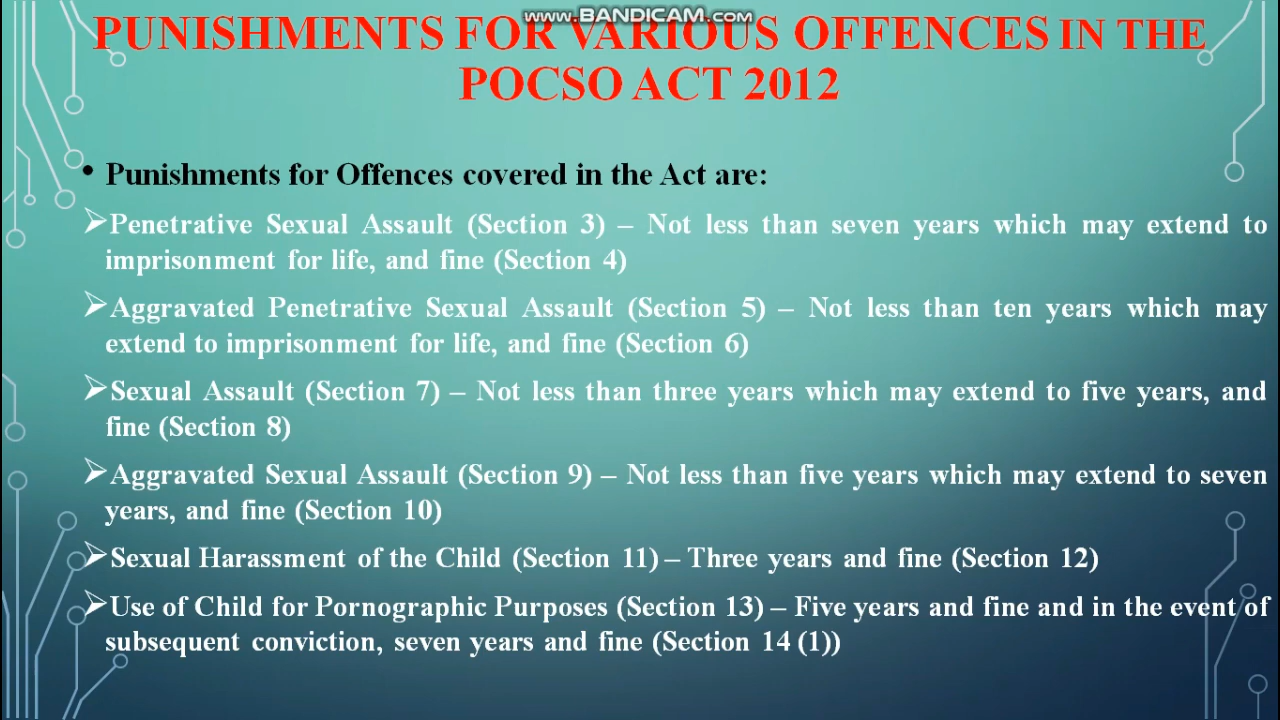 www.BANDICAM.com
PUNISHMENTS FOR VARIOUS OFFENCES IN THE
POCSO ACT 2012
• Punishments for Offences covered in the Act are:
➢Penetrative Sexual Assault (Section 3) – Not less than seven years which may extend to
imprisonment for life, and fine (Section 4)
➢Aggravated Penetrative Sexual Assault (Section 5) – Not less than ten years which may
extend to imprisonment for life, and fine (Section 6)
➢Sexual Assault (Section 7) – Not less than three years which may extend to five years, and
fine (Section 8)
➢Aggravated Sexual Assault (Section 9) – Not less than five years which may extend to seven
years, and fine (Section 10)
➢Sexual Harassment of the Child (Section 11) – Three years and fine (Section 12)
➢Use of Child for Pornographic Purposes (Section 13) – Five years and fine and in the event of
subsequent conviction, seven years and fine (Section 14 (1))